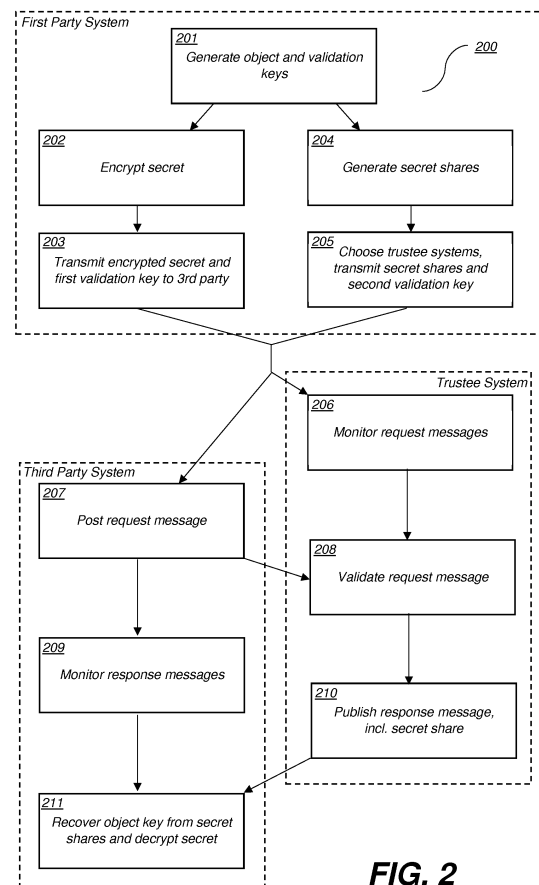 First Party System
201
Generate object and validation
keys
200
202
Encrypt secret
204
Generate secret shares
203
Transmit encrypted secret and
first validation key to 3rd party
205
Choose trustee systems,
transmit secret shares and
second validation key
Trustee System
206
Monitor request messages
Third Party System
207
Post request message
208
Validate request message
209
Monitor response messages
210
Publish response message,
incl. secret share
211
Recover object key from secret
shares and decrypt secret
FIG. 2